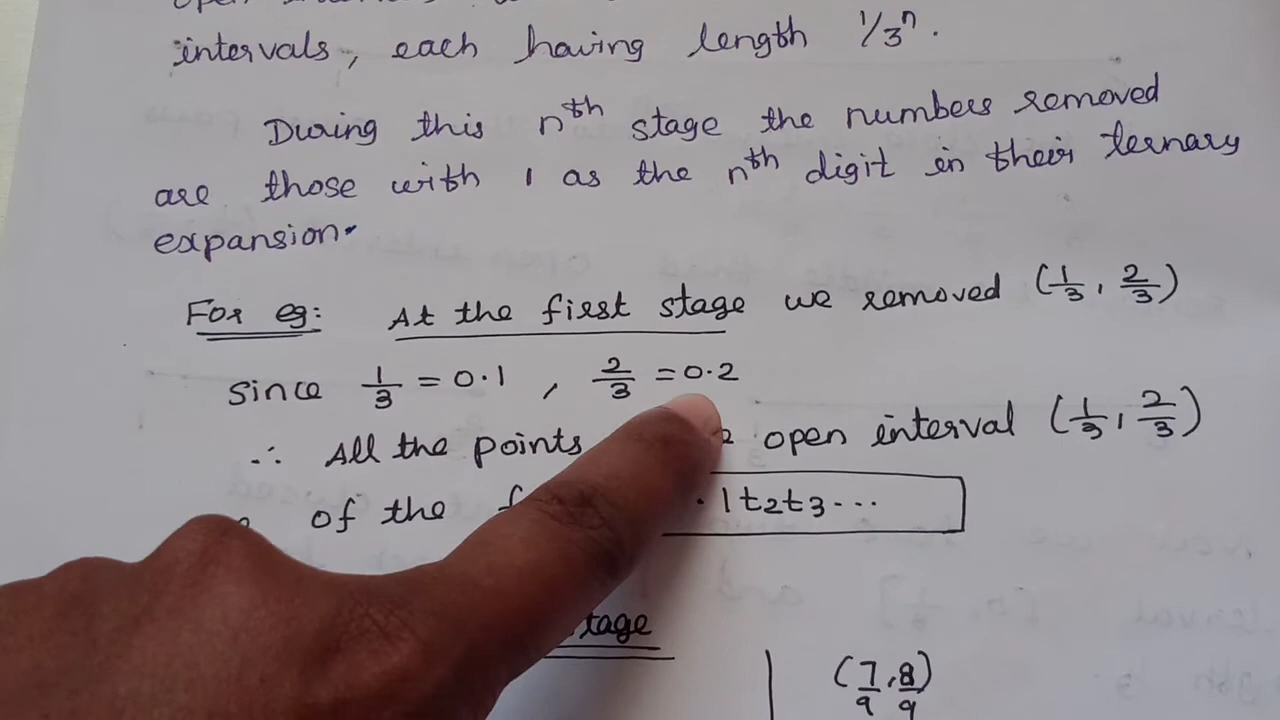 intervals, each having length 1/3ⁿ.
During this nth stage the numbers removed
are those with 1 as the nth digit in their ternary
expansion.
For eg: At the first stage we removed (1/3, 2/3)
Since 1/3 = 0.1 , 2/3 = 0.2
∴ All the points open interval (1/3, 2/3)
of the .1t2t3...
tage
(7/9, 8/9)